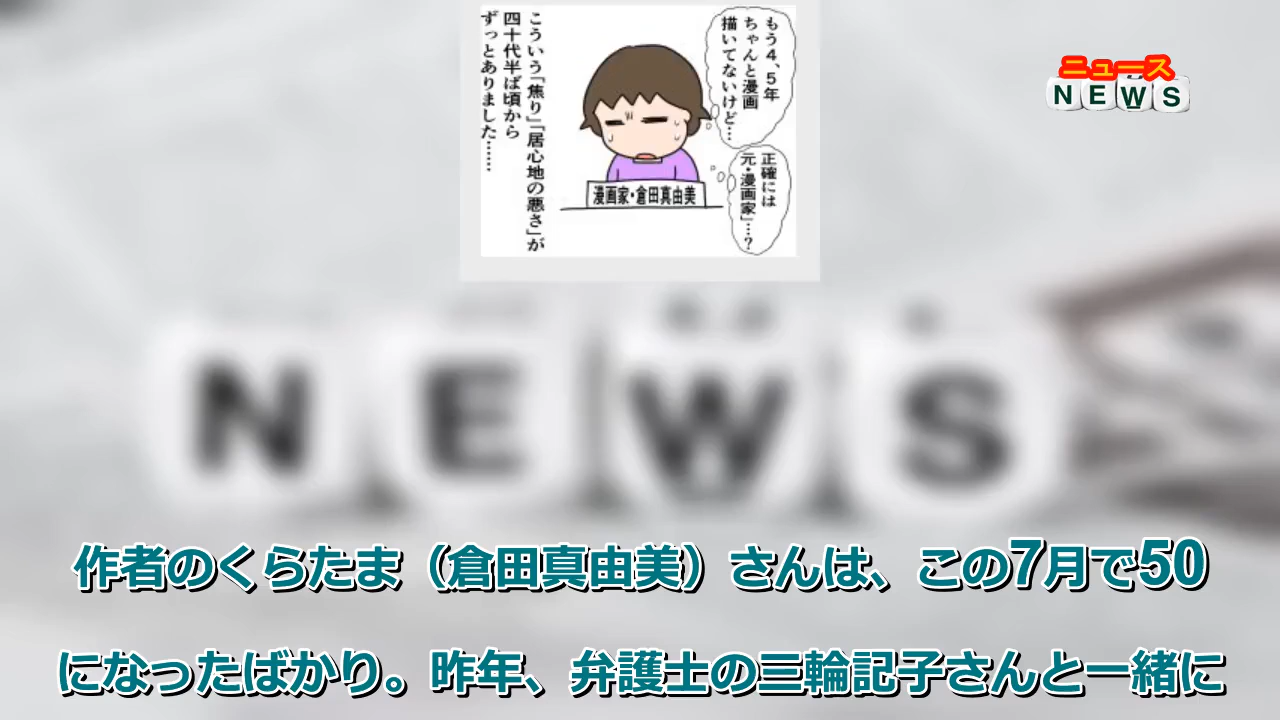 もう４、５年
ちゃんと漫画
描いてないけど…
正確には
元・漫画家」…？
漫画家・倉田真由美
こういう「焦り」「居心地の悪さ」が
四十代半ば頃から
ずっとありました……
ニュース
NEWS
NEWS
作者のくらたま（倉田真由美）さんは、この7月で50
になったばかり。昨年、弁護士の三輪記子さんと一緒に